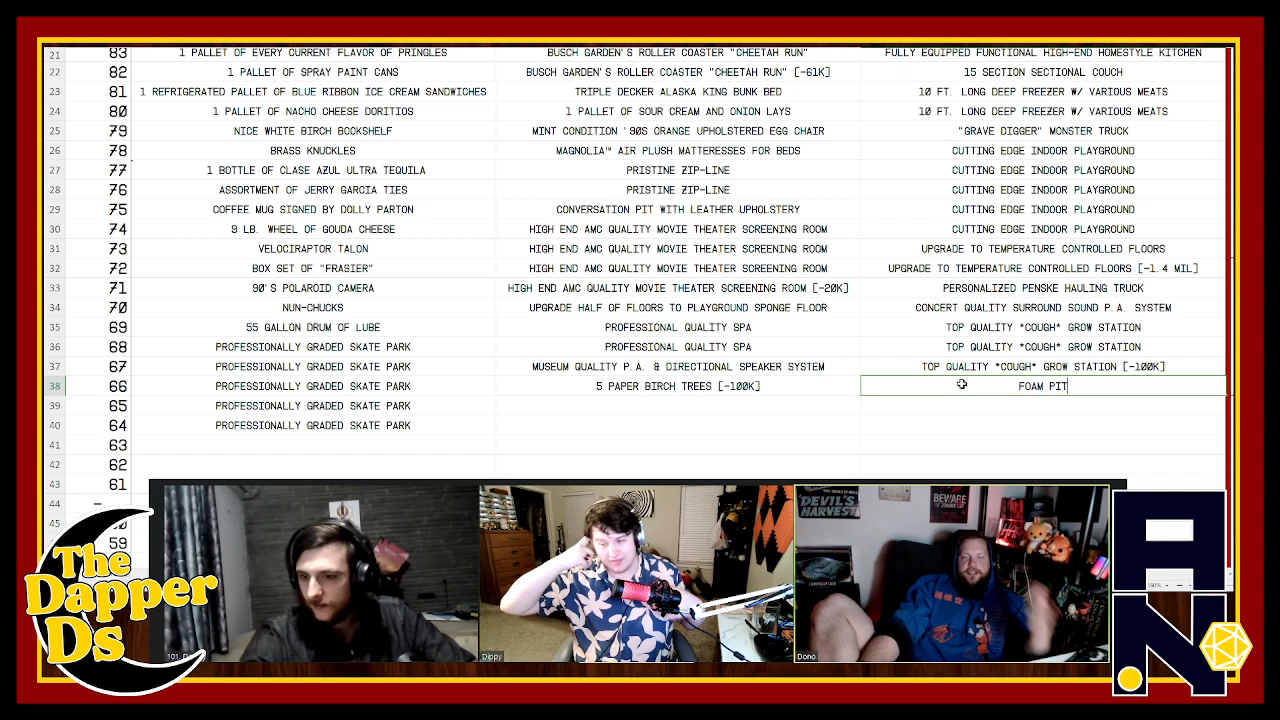 21 83 1 PALLET OF EVERY CURRENT FLAVOR OF PRINGLES BUSCH GARDEN'S ROLLER COASTER "CHEETAH RUN" FULLY EQUIPPED FUNCTIONAL HIGH-END HOMESTYLE KITCHEN
22 82 1 PALLET OF SPRAY PAINT CANS BUSCH GARDEN'S ROLLER COASTER "CHEETAH RUN" [-61K] 15 SECTION SECTIONAL COUCH
23 81 1 REFRIGERATED PALLET OF BLUE RIBBON ICE CREAM SANDWICHES TRIPLE DECKER ALASKA KING BUNK BED 10 FT. LONG DEEP FREEZER W/ VARIOUS MEATS
24 80 1 PALLET OF NACHO CHEESE DORITIOS 1 PALLET OF SOUR CREAM AND ONION LAYS 10 FT. LONG DEEP FREEZER W/ VARIOUS MEATS
25 79 NICE WHITE BIRCH BOOKSHELF MINT CONDITION '90S ORANGE UPHOLSTERED EGG CHAIR "GRAVE DIGGER" MONSTER TRUCK
26 78 BRASS KNUCKLES MAGNOLIA™ AIR PLUSH MATTERESSES FOR BEDS CUTTING EDGE INDOOR PLAYGROUND
27 77 1 BOTTLE OF CLASE AZUL ULTRA TEQUILA PRISTINE ZIP-LINE CUTTING EDGE INDOOR PLAYGROUND
28 76 ASSORTMENT OF JERRY GARCIA TIES PRISTINE ZIP-LINE CUTTING EDGE INDOOR PLAYGROUND
29 75 COFFEE MUG SIGNED BY DOLLY PARTON CONVERSATION PIT WITH LEATHER UPHOLSTERY CUTTING EDGE INDOOR PLAYGROUND
30 74 9 LB. WHEEL OF GOUDA CHEESE HIGH END AMC QUALITY MOVIE THEATER SCREENING ROOM CUTTING EDGE INDOOR PLAYGROUND
31 73 VELOCIRAPTOR TALON HIGH END AMC QUALITY MOVIE THEATER SCREENING ROOM UPGRADE TO TEMPERATURE CONTROLLED FLOORS
32 72 BOX SET OF "FRASIER" HIGH END AMC QUALITY MOVIE THEATER SCREENING ROOM UPGRADE TO TEMPERATURE CONTROLLED FLOORS [-1.4 MIL]
33 71 90'S POLAROID CAMERA HIGH END AMC QUALITY MOVIE THEATER SCREENING ROOM [-20K] PERSONALIZED PENSKE HAULING TRUCK
34 70 NUN-CHUCKS UPGRADE HALF OF FLOORS TO PLAYGROUND SPONGE FLOOR CONCERT QUALITY SURROUND SOUND P.A. SYSTEM
35 69 55 GALLON DRUM OF LUBE PROFESSIONAL QUALITY SPA TOP QUALITY *COUGH* GROW STATION
36 68 PROFESSIONALLY GRADED SKATE PARK PROFESSIONAL QUALITY SPA TOP QUALITY *COUGH* GROW STATION
37 67 PROFESSIONALLY GRADED SKATE PARK MUSEUM QUALITY P.A. & DIRECTIONAL SPEAKER SYSTEM TOP QUALITY *COUGH* GROW STATION [-100K]
38 66 PROFESSIONALLY GRADED SKATE PARK 5 PAPER BIRCH TREES [-100K] FOAM PIT
39 65 PROFESSIONALLY GRADED SKATE PARK
40 64 PROFESSIONALLY GRADED SKATE PARK
41 63
42 62
43 61
44
45
59
The
Dapper
Ds
DEVIL'S
HARVEST
BEWARE
Dippy
Dono
160%
A
N